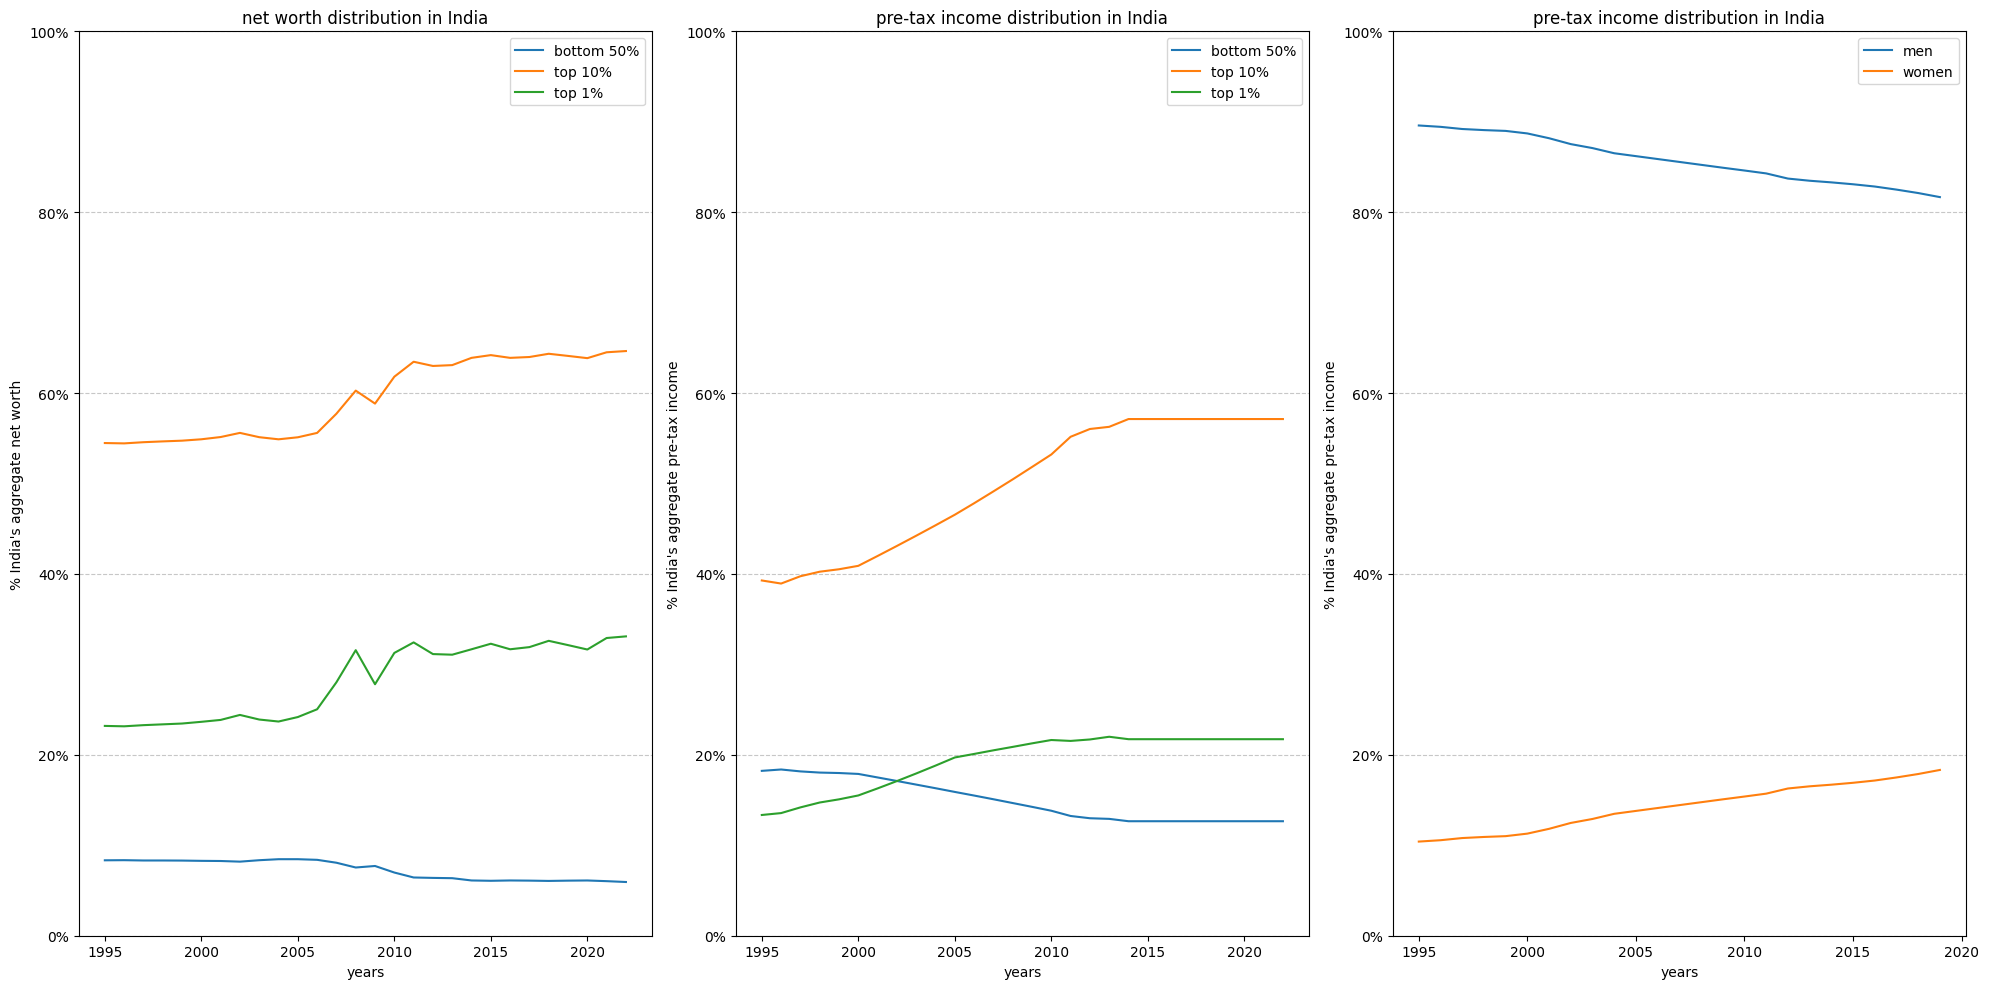 net worth distribution in India
100%
80%
60%
40%
20%
0%
% India's aggregate net worth
bottom 50%
top 10%
top 1%
1995
2000
2005
2010
2015
2020
years
pre-tax income distribution in India
100%
80%
60%
40%
20%
0%
% India's aggregate pre-tax income
bottom 50%
top 10%
top 1%
1995
2000
2005
2010
2015
2020
years
pre-tax income distribution in India
100%
80%
60%
40%
20%
0%
% India's aggregate pre-tax income
men
women
1995
2000
2005
2010
2015
2020
years